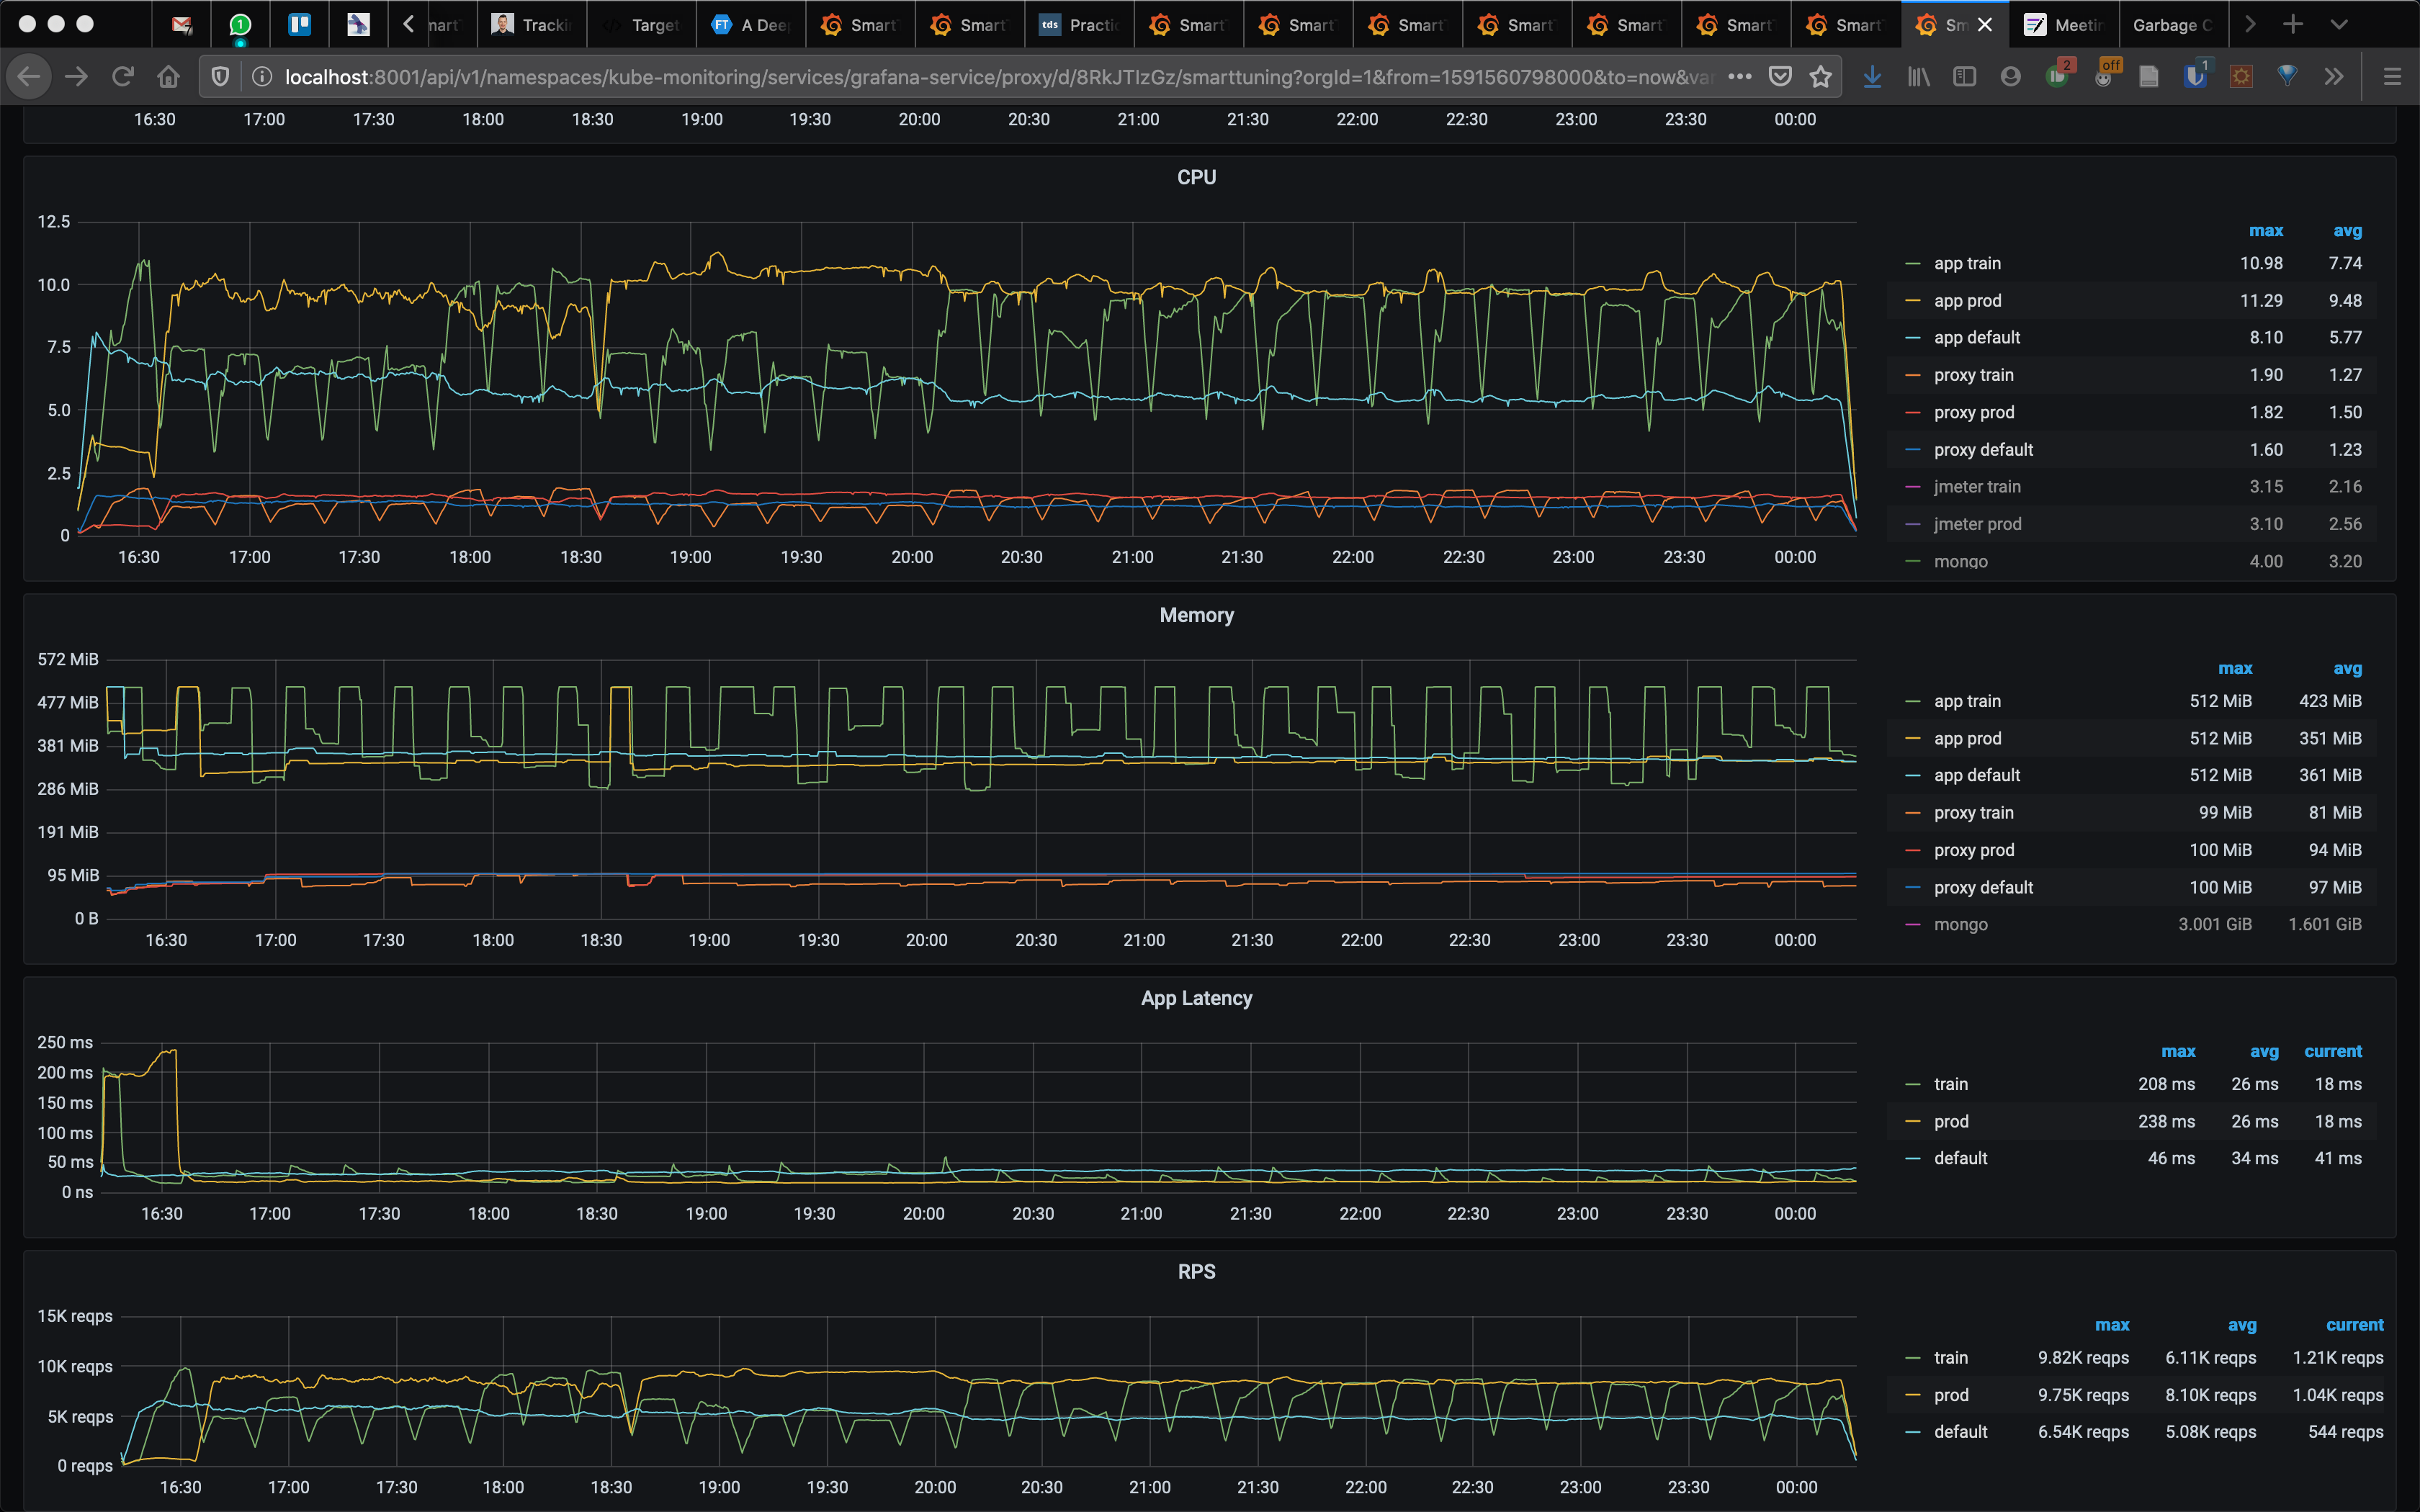 1 nart Trackin Target A Deep Smart Smart tds Practic Smart Smart Smart Smart Smart Smart Smart Sm Meetin Garbage C
localhost:8001/api/v1/namespaces/kube-monitoring/services/grafana-service/proxy/d/8RkJTIzGz/smarttuning?orgId=1&from=1591560798000&to=now&var 2 off 1
16:30 17:00 17:30 18:00 18:30 19:00 19:30 20:00 20:30 21:00 21:30 22:00 22:30 23:00 23:30 00:00
CPU
12.5
10.0
7.5
5.0
2.5
0
16:30 17:00 17:30 18:00 18:30 19:00 19:30 20:00 20:30 21:00 21:30 22:00 22:30 23:00 23:30 00:00
max avg
app train 10.98 7.74
app prod 11.29 9.48
app default 8.10 5.77
proxy train 1.90 1.27
proxy prod 1.82 1.50
proxy default 1.60 1.23
jmeter train 3.15 2.16
jmeter prod 3.10 2.56
mongo 4.00 3.20
Memory
572 MiB
477 MiB
381 MiB
286 MiB
191 MiB
95 MiB
0 B
16:30 17:00 17:30 18:00 18:30 19:00 19:30 20:00 20:30 21:00 21:30 22:00 22:30 23:00 23:30 00:00
max avg
app train 512 MiB 423 MiB
app prod 512 MiB 351 MiB
app default 512 MiB 361 MiB
proxy train 99 MiB 81 MiB
proxy prod 100 MiB 94 MiB
proxy default 100 MiB 97 MiB
mongo 3.001 GiB 1.601 GiB
App Latency
250 ms
200 ms
150 ms
100 ms
50 ms
0 ns
16:30 17:00 17:30 18:00 18:30 19:00 19:30 20:00 20:30 21:00 21:30 22:00 22:30 23:00 23:30 00:00
max avg current
train 208 ms 26 ms 18 ms
prod 238 ms 26 ms 18 ms
default 46 ms 34 ms 41 ms
RPS
15K reqps
10K reqps
5K reqps
0 reqps
16:30 17:00 17:30 18:00 18:30 19:00 19:30 20:00 20:30 21:00 21:30 22:00 22:30 23:00 23:30 00:00
max avg current
train 9.82K reqps 6.11K reqps 1.21K reqps
prod 9.75K reqps 8.10K reqps 1.04K reqps
default 6.54K reqps 5.08K reqps 544 reqps